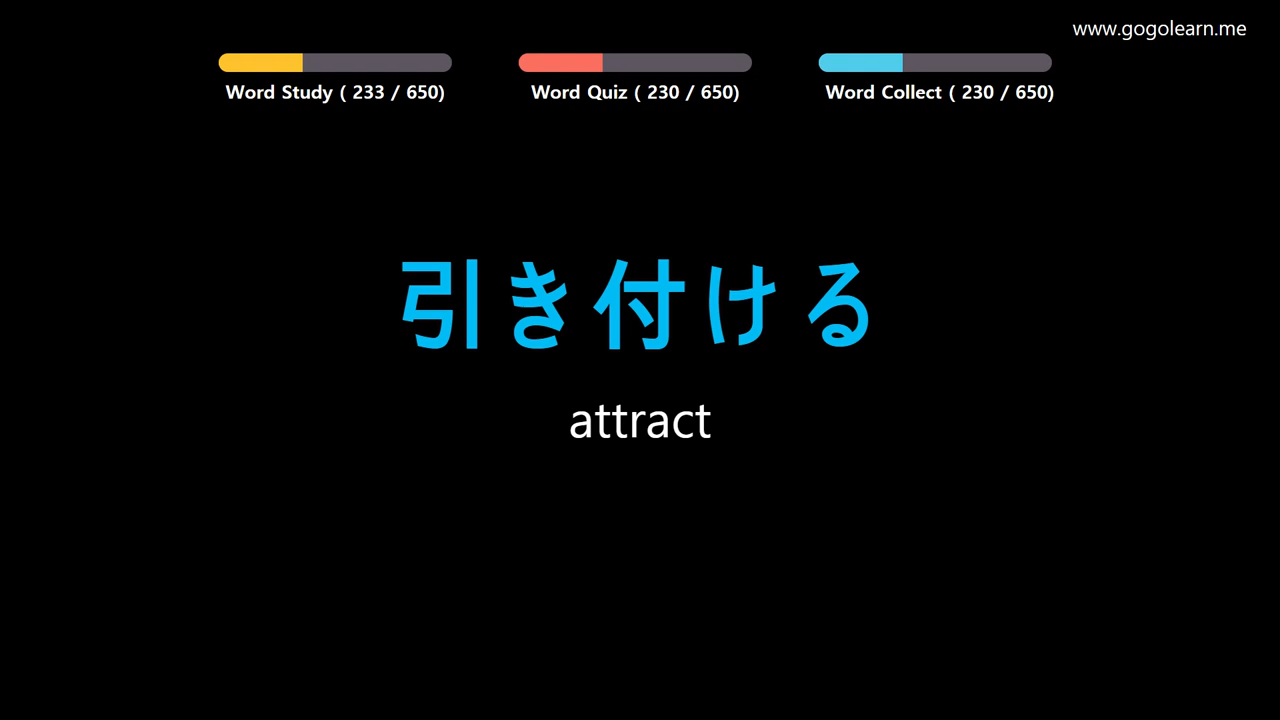 www.gogolearn.me
Word Study ( 233 / 650)
Word Quiz ( 230 / 650)
Word Collect ( 230 / 650)
引き付ける
attract